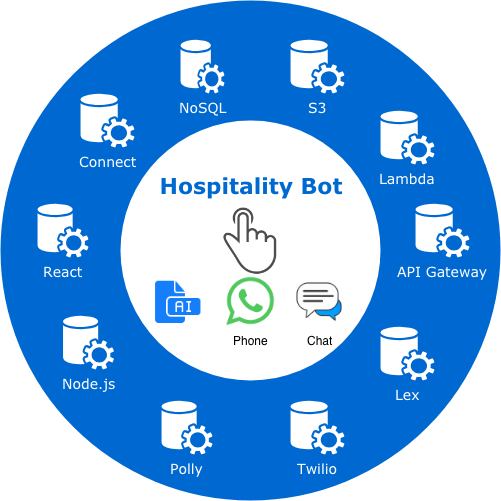 NoSQL
S3
Connect
Lambda
Hospitality Bot
React
API Gateway
AI
Phone
Chat
Node.js
Lex
Polly
Twilio